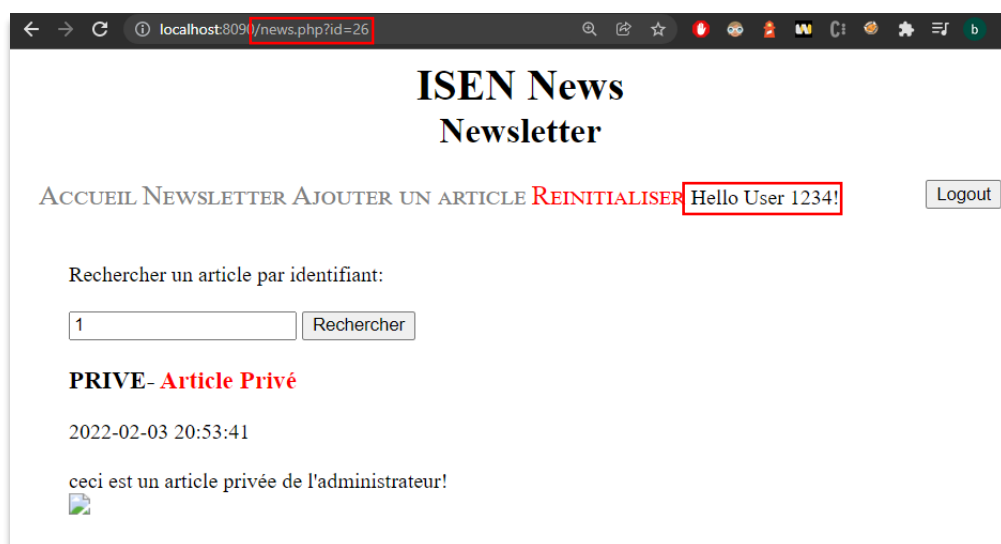 localhost:8090/news.php?id=26
ISEN News
Newsletter
ACCUEIL NEWSLETTER AJOUTER UN ARTICLE REINITIALISER Hello User 1234! Logout
Rechercher un article par identifiant:
1 Rechercher
PRIVE- Article Privé
2022-02-03 20:53:41
ceci est un article privée de l'administrateur!